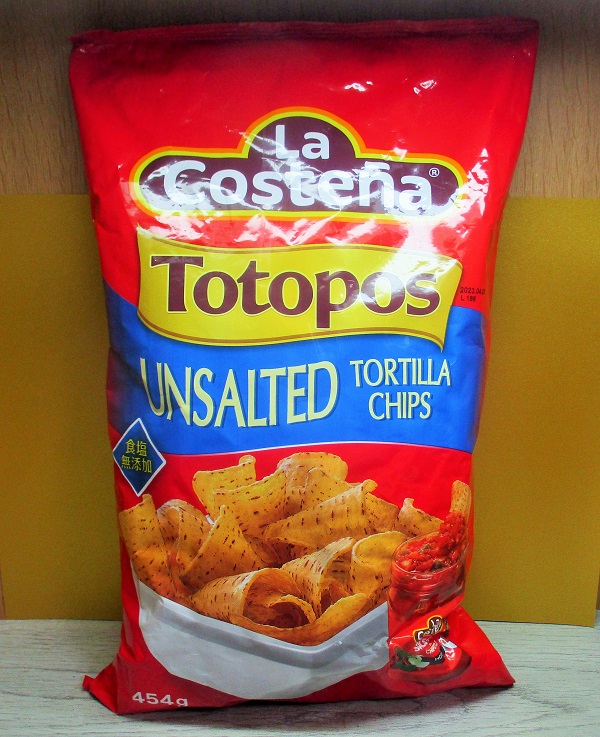 La
Costeña®
Totopos
UNSALTED
TORTILLA
CHIPS
食塩
無添加
454g